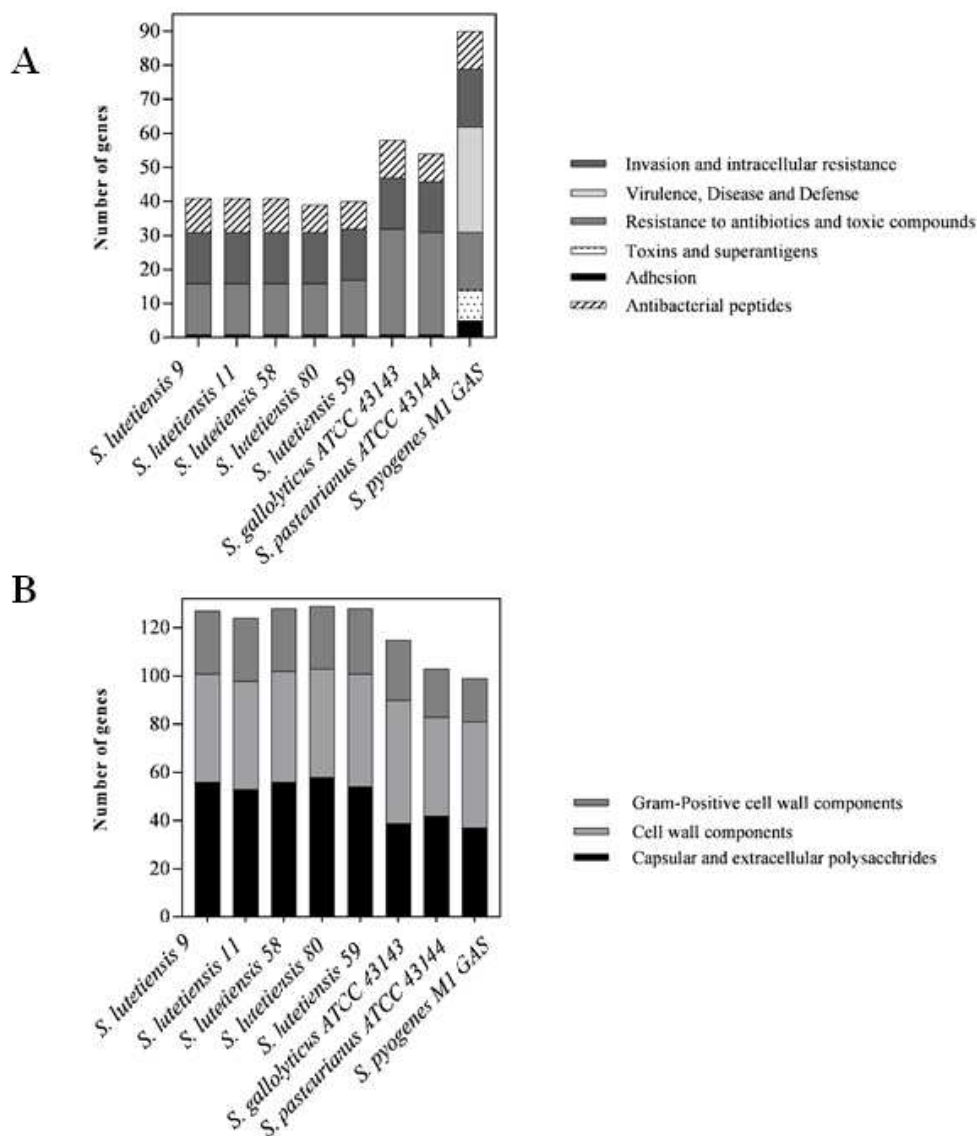 A
Number of genes
90
80
70
60
50
40
30
20
10
0
S. lutetiensis 9
S. lutetiensis 11
S. lutetiensis 58
S. lutetiensis 80
S. lutetiensis 59
S. gallolyticus ATCC 43143
S. pasteurianus ATCC 43144
S. pyogenes M1 GAS
Invasion and intracellular resistance
Virulence, Disease and Defense
Resistance to antibiotics and toxic compounds
Toxins and superantigens
Adhesion
Antibacterial peptides
B
Number of genes
120
100
80
60
40
20
0
S. lutetiensis 9
S. lutetiensis 11
S. lutetiensis 58
S. lutetiensis 80
S. lutetiensis 59
S. gallolyticus ATCC 43143
S. pasteurianus ATCC 43144
S. pyogenes M1 GAS
Gram-Positive cell wall components
Cell wall components
Capsular and extracellular polysacchrides